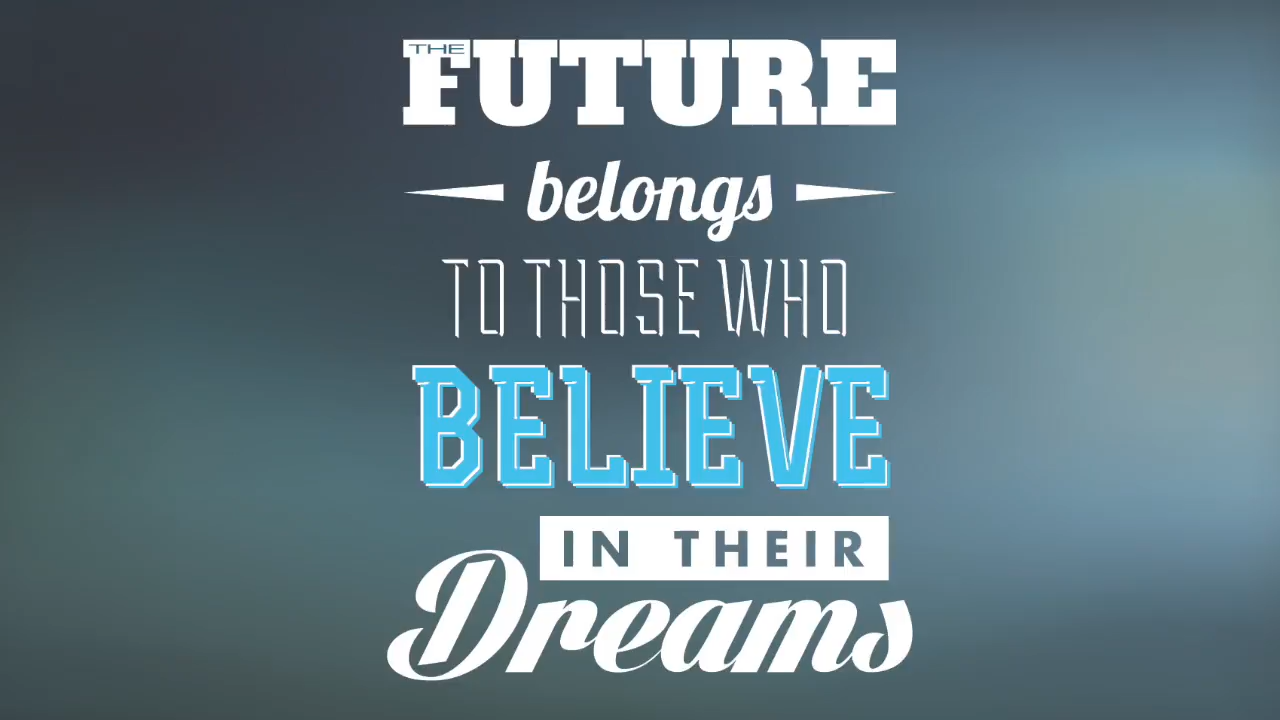 THE
FUTURE
belongs
TO THOSE WHO
BELIEVE
IN THEIR
Dreams